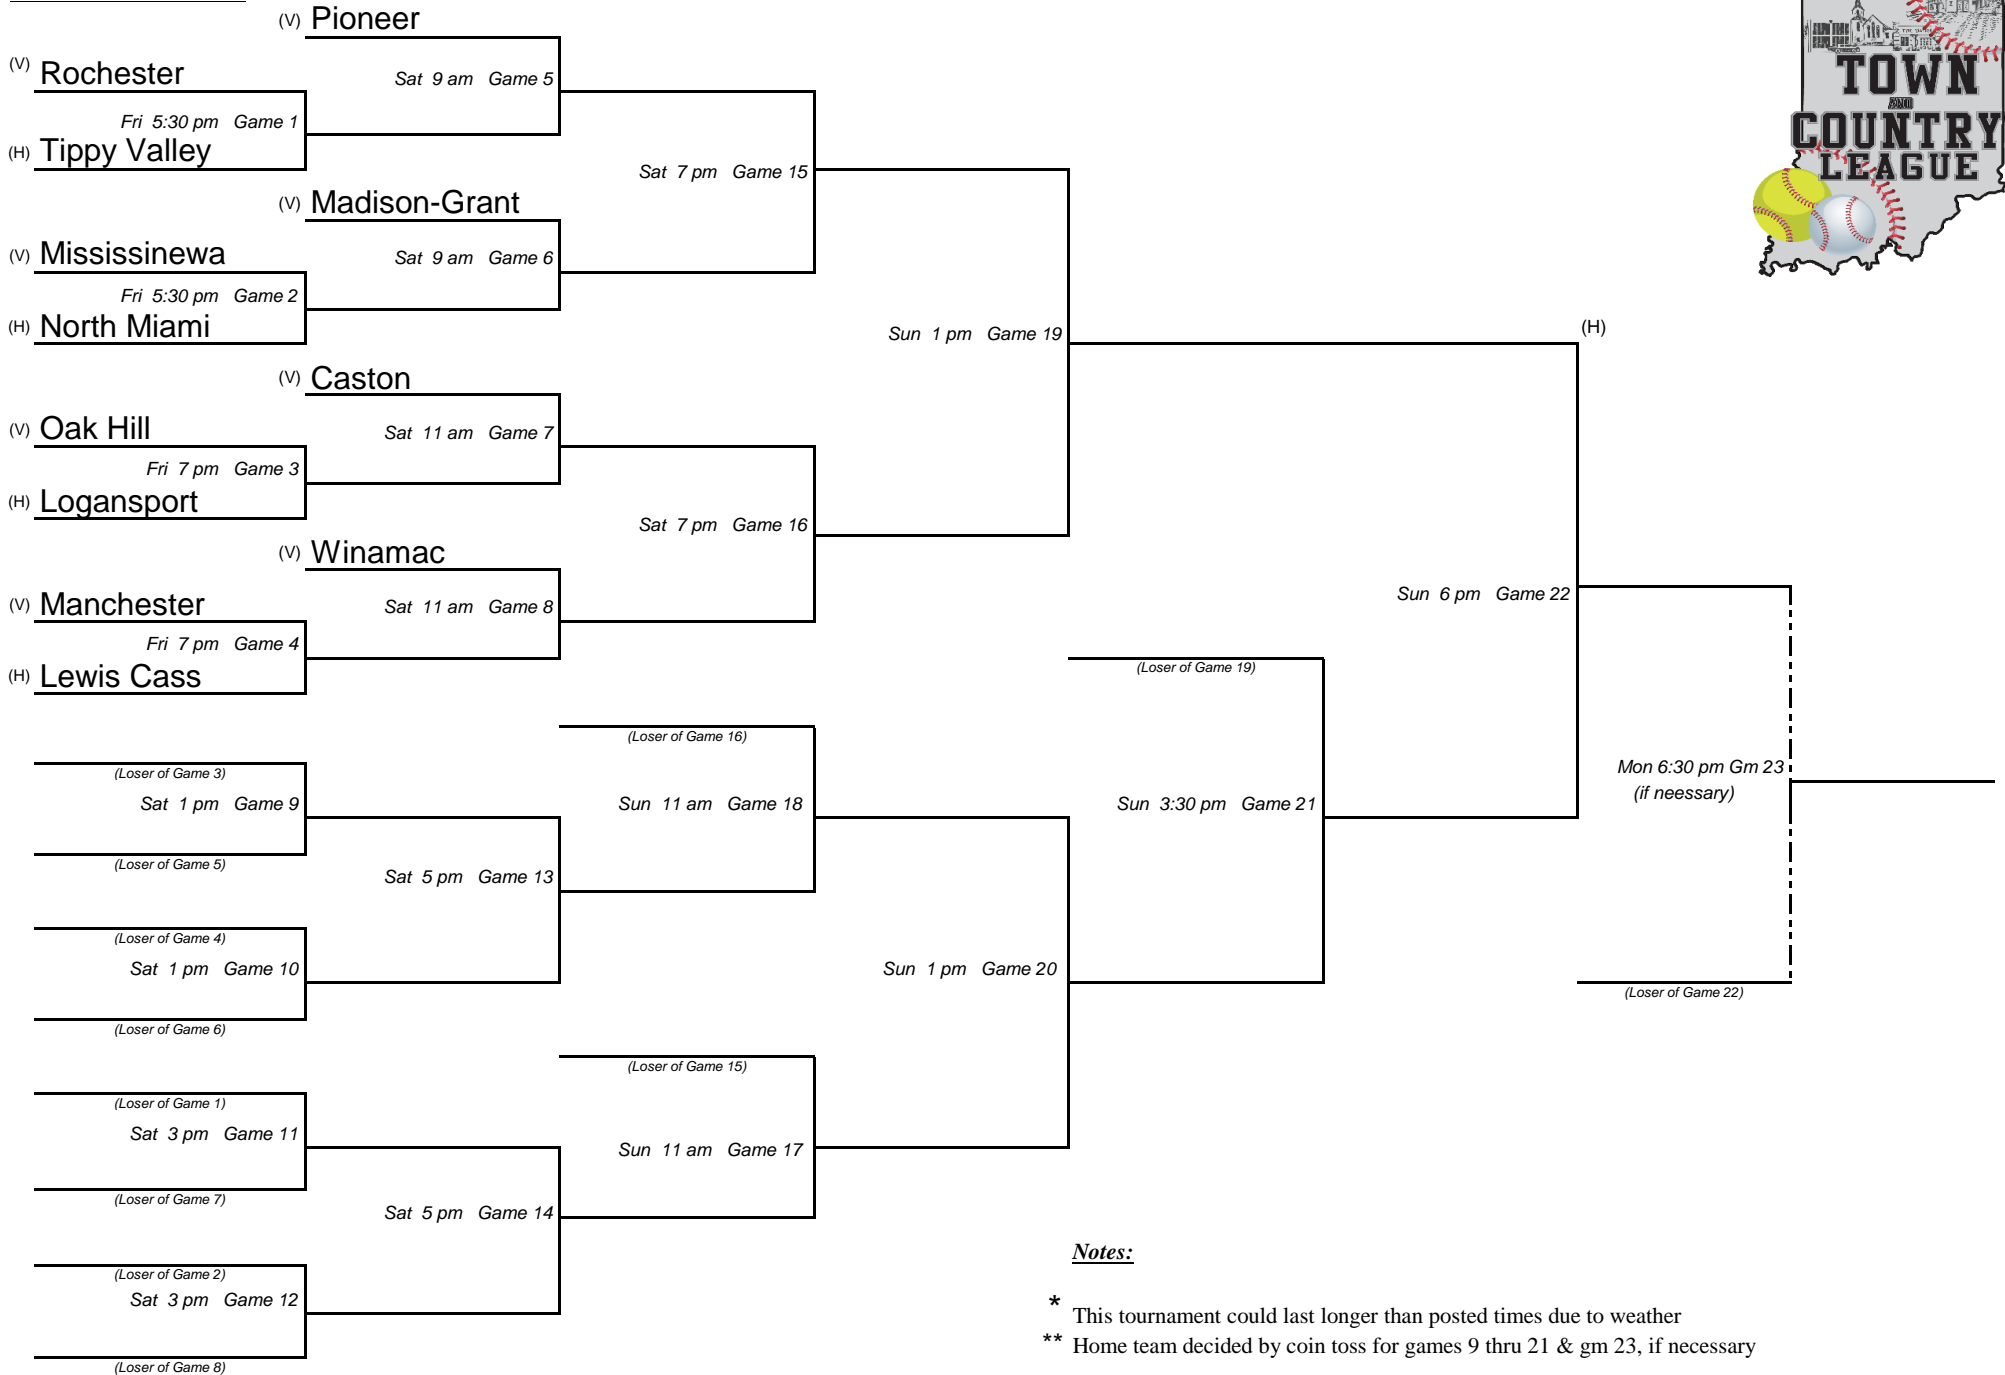 (V) Pioneer
(V) Rochester
Sat 9 am Game 5
Fri 5:30 pm Game 1
(H) Tippy Valley
Sat 7 pm Game 15
(V) Madison-Grant
(V) Mississinewa
Sat 9 am Game 6
Fri 5:30 pm Game 2
(H) North Miami
Sun 1 pm Game 19
(H)
(V) Caston
(V) Oak Hill
Sat 11 am Game 7
Fri 7 pm Game 3
(H) Logansport
Sat 7 pm Game 16
(V) Winamac
(V) Manchester
Sat 11 am Game 8
Sun 6 pm Game 22
Fri 7 pm Game 4
(H) Lewis Cass
(Loser of Game 19)
(Loser of Game 16)
(Loser of Game 3)
Sat 1 pm Game 9
Sun 11 am Game 18
Sun 3:30 pm Game 21
Mon 6:30 pm Gm 23
(if neessary)
(Loser of Game 5)
Sat 5 pm Game 13
(Loser of Game 4)
Sat 1 pm Game 10
Sun 1 pm Game 20
(Loser of Game 22)
(Loser of Game 6)
(Loser of Game 15)
(Loser of Game 1)
Sat 3 pm Game 11
Sun 11 am Game 17
(Loser of Game 7)
Sat 5 pm Game 14
(Loser of Game 2)
Sat 3 pm Game 12
(Loser of Game 8)
Notes:
* This tournament could last longer than posted times due to weather
** Home team decided by coin toss for games 9 thru 21 & gm 23, if necessary
TOWN
AND
COUNTRY
LEAGUE